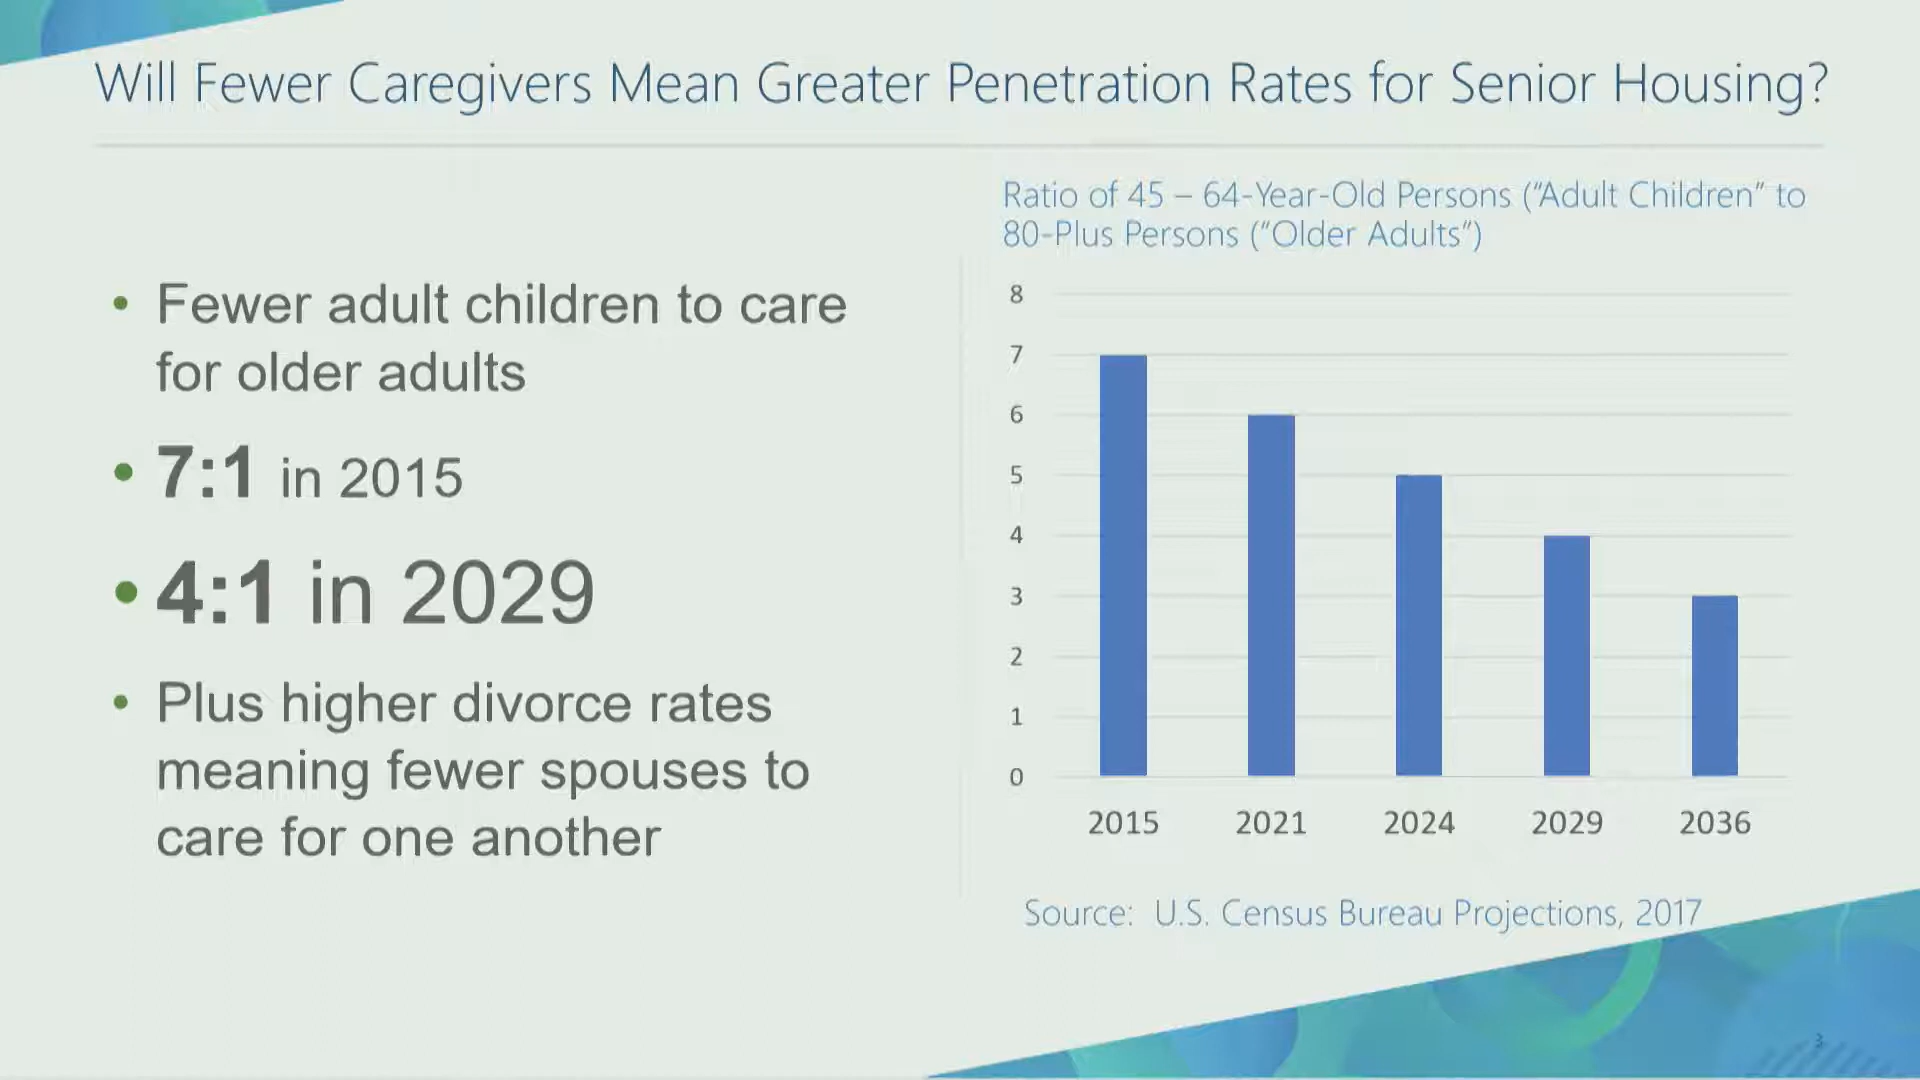 Will Fewer Caregivers Mean Greater Penetration Rates for Senior Housing?
• Fewer adult children to care
for older adults
• 7:1 in 2015
• 4:1 in 2029
• Plus higher divorce rates
meaning fewer spouses to
care for one another
Ratio of 45 – 64-Year-Old Persons (“Adult Children” to
80-Plus Persons (“Older Adults”)
8
7
6
5
4
3
2
1
0
2015 2021 2024 2029 2036
Source: U.S. Census Bureau Projections, 2017
3